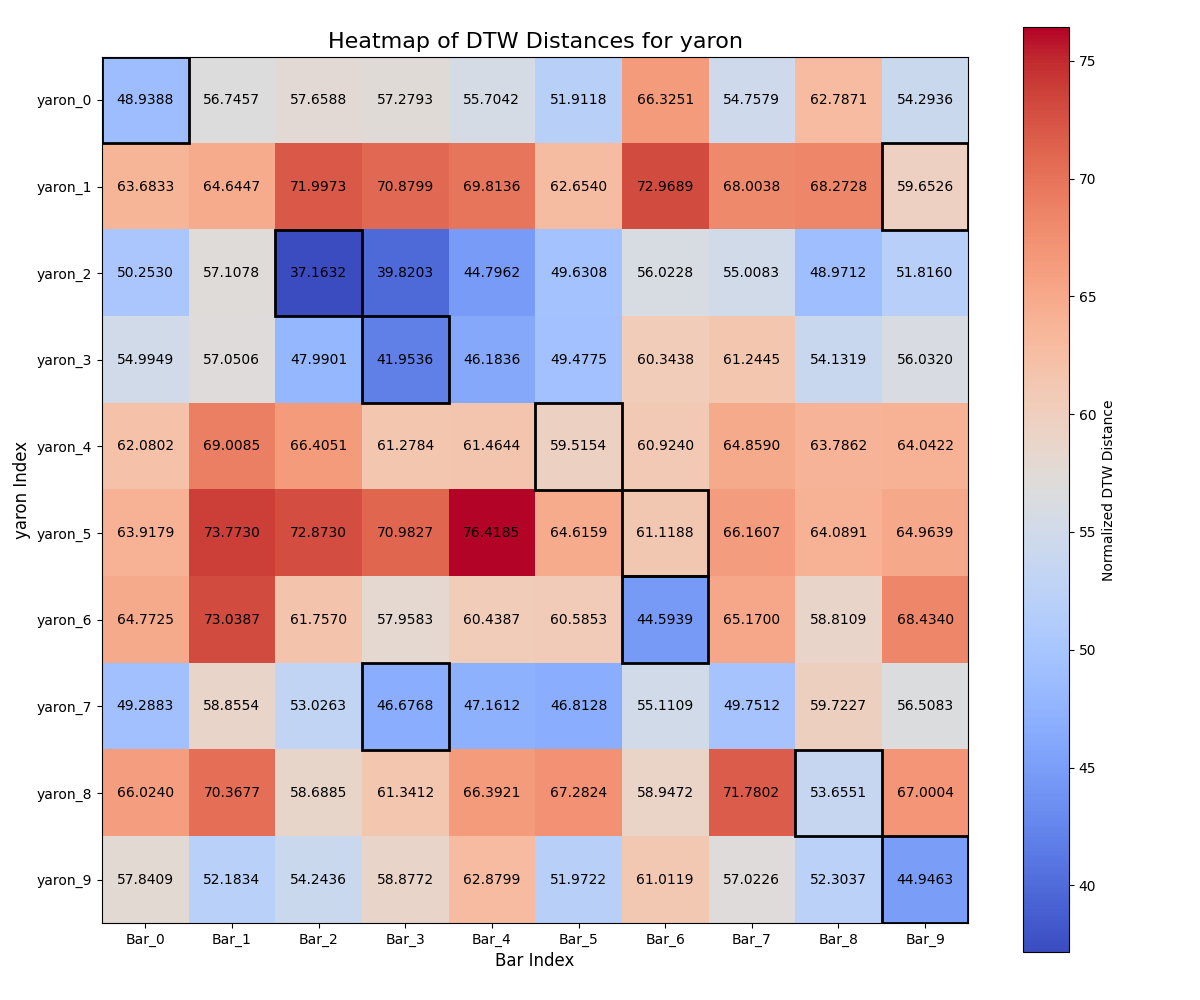 Heatmap of DTW Distances for yaron
yaron_0 48.9388 56.7457 57.6588 57.2793 55.7042 51.9118 66.3251 54.7579 62.7871 54.2936
yaron_1 63.6833 64.6447 71.9973 70.8799 69.8136 62.6540 72.9689 68.0038 68.2728 59.6526
yaron_2 50.2530 57.1078 37.1632 39.8203 44.7962 49.6308 56.0228 55.0083 48.9712 51.8160
yaron_3 54.9949 57.0506 47.9901 41.9536 46.1836 49.4775 60.3438 61.2445 54.1319 56.0320
yaron_4 62.0802 69.0085 66.4051 61.2784 61.4644 59.5154 60.9240 64.8590 63.7862 64.0422
yaron_5 63.9179 73.7730 72.8730 70.9827 76.4185 64.6159 61.1188 66.1607 64.0891 64.9639
yaron_6 64.7725 73.0387 61.7570 57.9583 60.4387 60.5853 44.5939 65.1700 58.8109 68.4340
yaron_7 49.2883 58.8554 53.0263 46.6768 47.1612 46.8128 55.1109 49.7512 59.7227 56.5083
yaron_8 66.0240 70.3677 58.6885 61.3412 66.3921 67.2824 58.9472 71.7802 53.6551 67.0004
yaron_9 57.8409 52.1834 54.2436 58.8772 62.8799 51.9722 61.0119 57.0226 52.3037 44.9463
Bar_0 Bar_1 Bar_2 Bar_3 Bar_4 Bar_5 Bar_6 Bar_7 Bar_8 Bar_9
Bar Index
yaron Index
75
70
65
60
55
50
45
40
Normalized DTW Distance